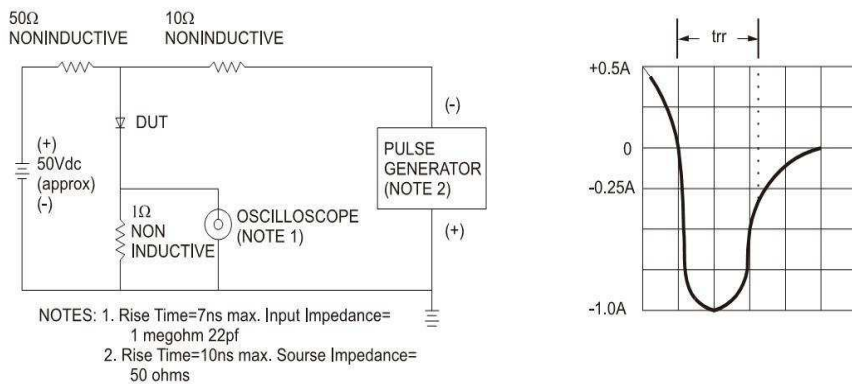 50Ω
NONINDUCTIVE
10Ω
NONINDUCTIVE
DUT
(+)
50Vdc
(approx)
(-)
1Ω
NON
INDUCTIVE
OSCILLOSCOPE
(NOTE 1)
(-)
PULSE
GENERATOR
(NOTE 2)
(+)
NOTES: 1. Rise Time=7ns max. Input Impedance=
1 megohm 22pf
2. Rise Time=10ns max. Sourse Impedance=
50 ohms
trr
+0.5A
0
-0.25A
-1.0A